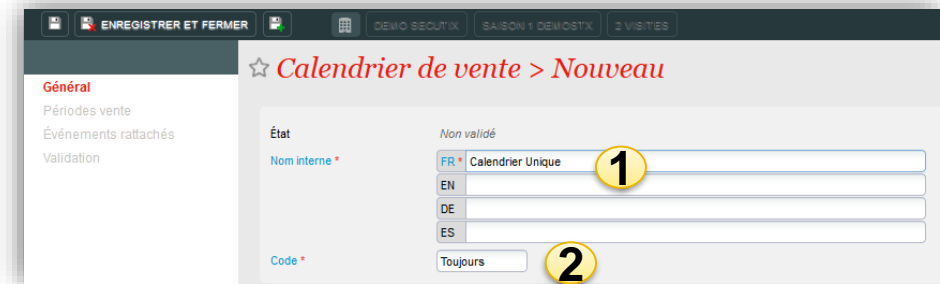 ENREGISTRER ET FERMER DEMO SECUTIX SAISON 1 DEMOSTX 2 VISITES
Calendrier de vente > Nouveau
Général
Périodes vente
Événements rattachés
Validation
État Non validé
Nom interne * FR * Calendrier Unique 1
EN
DE
ES
Code * Toujours 2